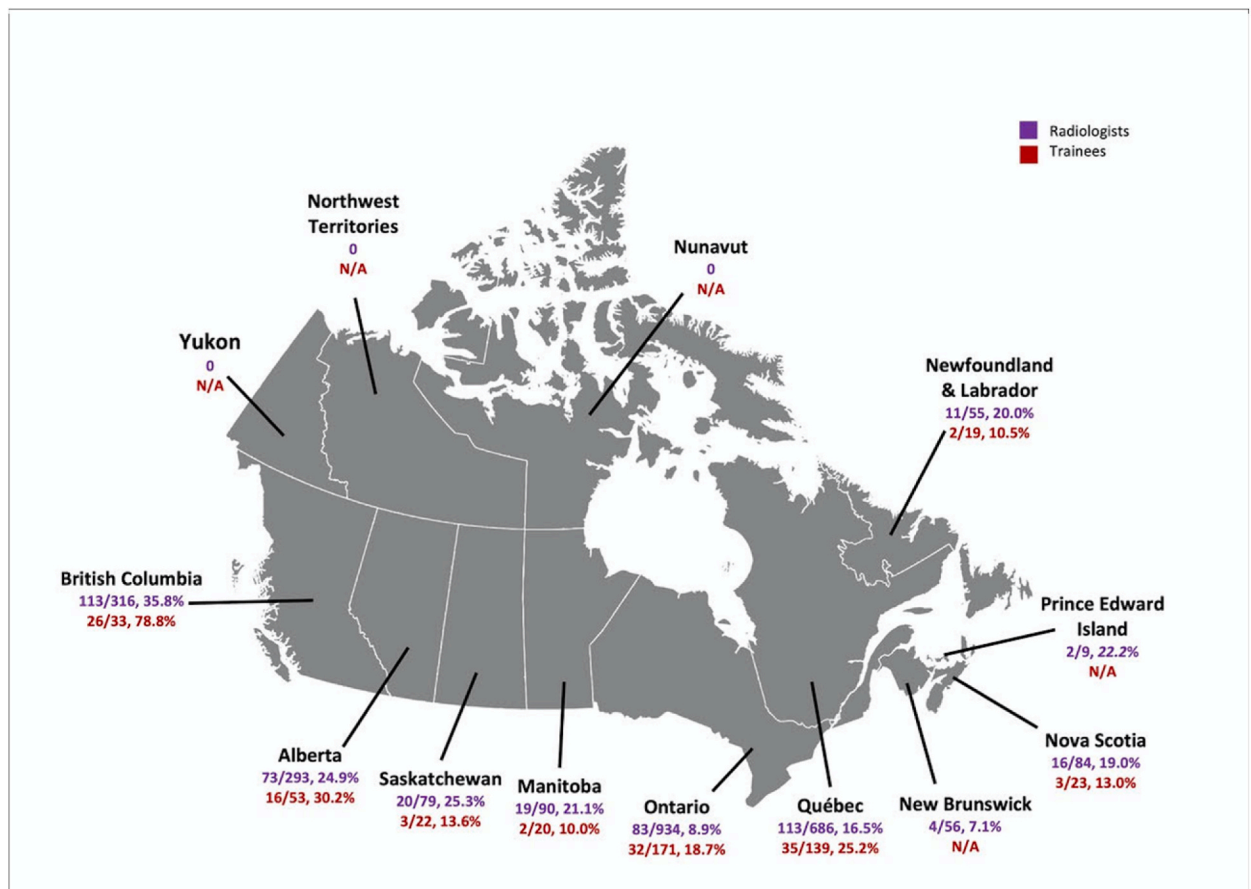 Radiologists
Trainees
Northwest
Territories
0
N/A
Nunavut
0
N/A
Yukon
0
N/A
Newfoundland
& Labrador
11/55, 20.0%
2/19, 10.5%
British Columbia
113/316, 35.8%
26/33, 78.8%
Prince Edward
Island
2/9, 22.2%
N/A
Alberta
73/293, 24.9%
16/53, 30.2%
Saskatchewan
20/79, 25.3%
3/22, 13.6%
Manitoba
19/90, 21.1%
2/20, 10.0%
Ontario
83/934, 8.9%
32/171, 18.7%
Québec
113/686, 16.5%
35/139, 25.2%
New Brunswick
4/56, 7.1%
N/A
Nova Scotia
16/84, 19.0%
3/23, 13.0%